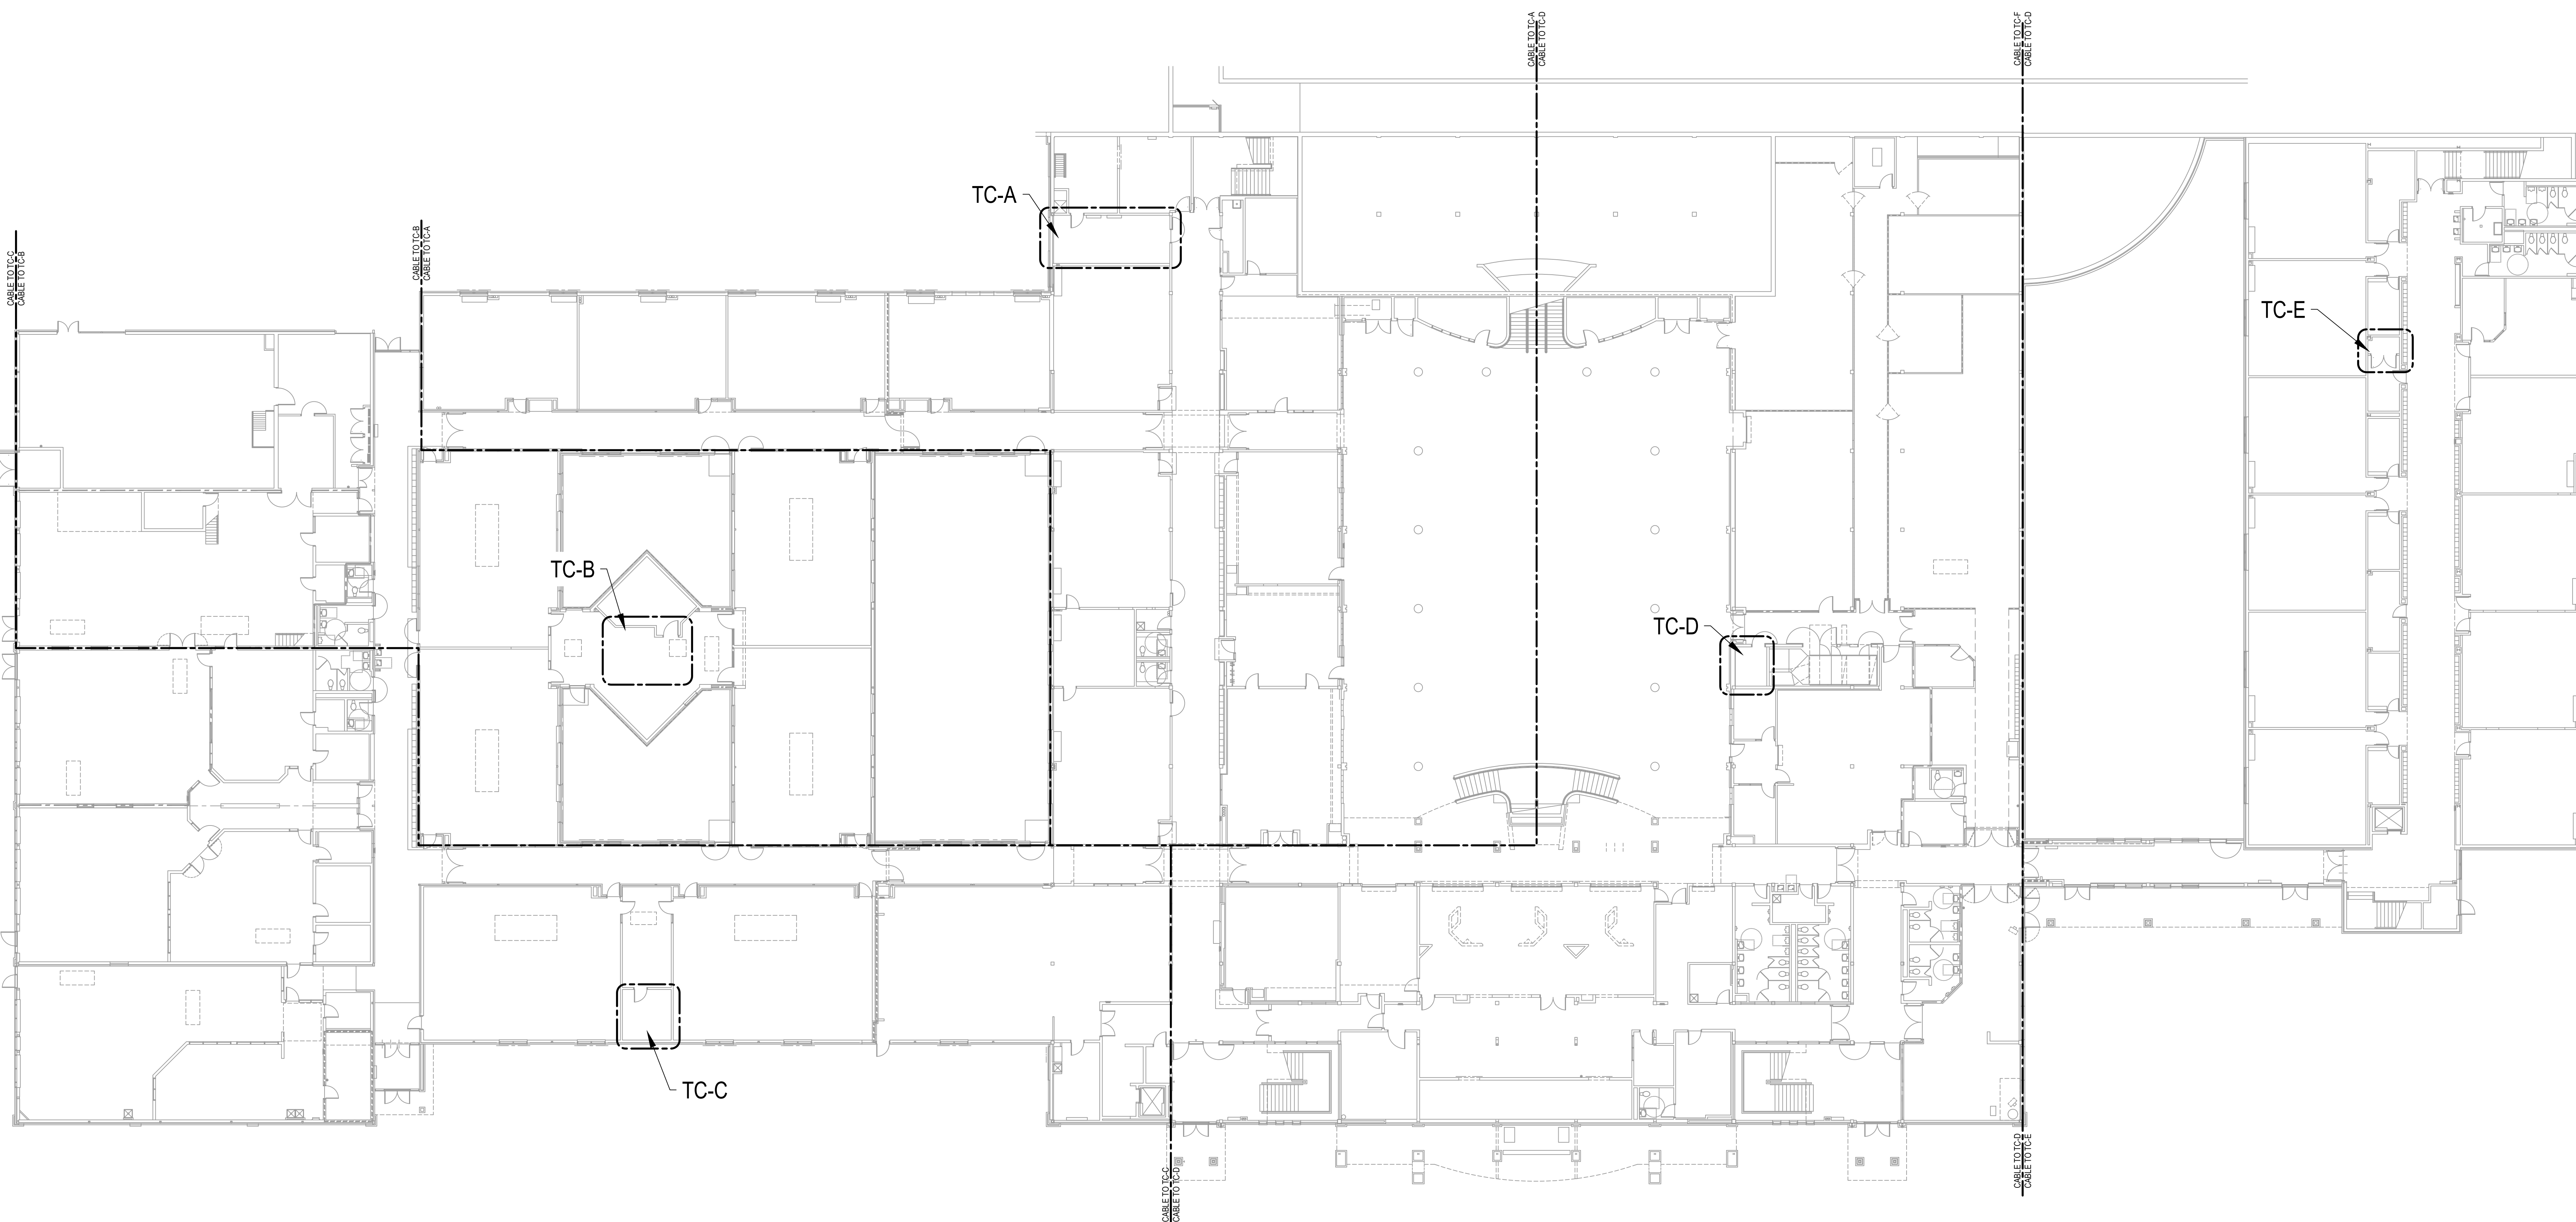 CABLE TO TC-A
CABLE TO TC-D
CABLE TO TC-F
CABLE TO TC-D
TC-A
CABLE TO TC-B
CABLE TO TC-A
CABLE TO TC-C
CABLE TO TC-B
TC-E
TC-B
TC-D
TC-C
CABLE TO TC-D
CABLE TO TC-E
CABLE TO TC-C
CABLE TO TC-D